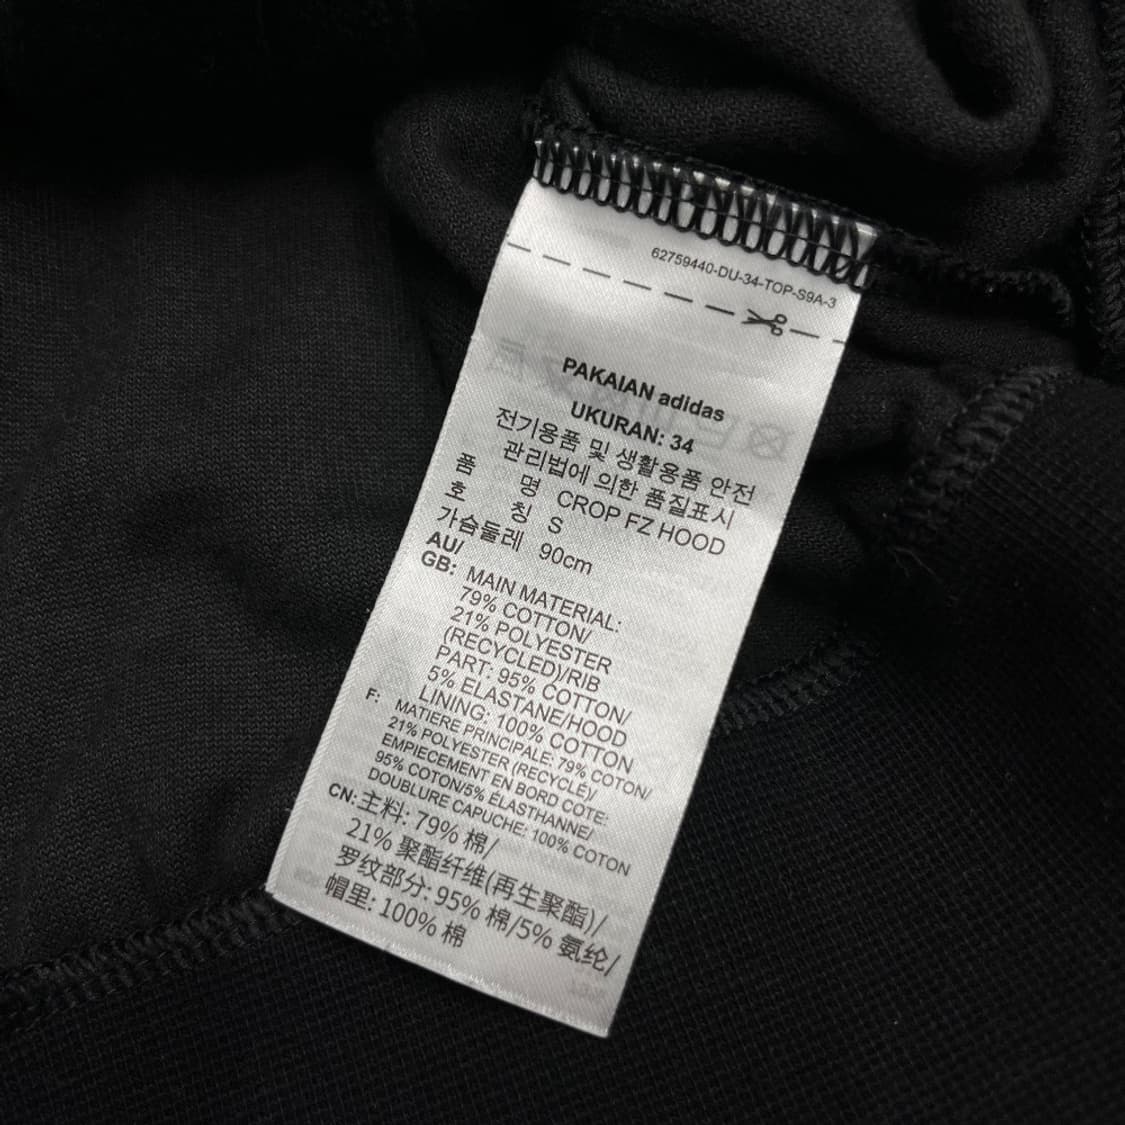 62759440-DU-34-TOP-S9A-3
PAKAIAN adidas
UKURAN: 34
전기용품 및 생활용품 안전
관리법에 의한 품질표시
품 명 CROP FZ HOOD
호 칭 S
가슴둘레 90cm
AU/
GB: MAIN MATERIAL:
79% COTTON/
21% POLYESTER
(RECYCLED)/RIB
PART: 95% COTTON/
5% ELASTANE/HOOD
LINING: 100% COTTON
F: MATIERE PRINCIPALE: 79% COTON/
21% POLYESTER (RECYCLÉ)/
EMPIECEMENT EN BORD COTE:
95% COTON/5% ÉLASTHANNE/
DOUBLURE CAPUCHE: 100% COTON
CN: 主料: 79% 棉/
21% 聚酯纤维(再生聚酯)/
罗纹部分: 95% 棉/5% 氨纶/
帽里: 100% 棉